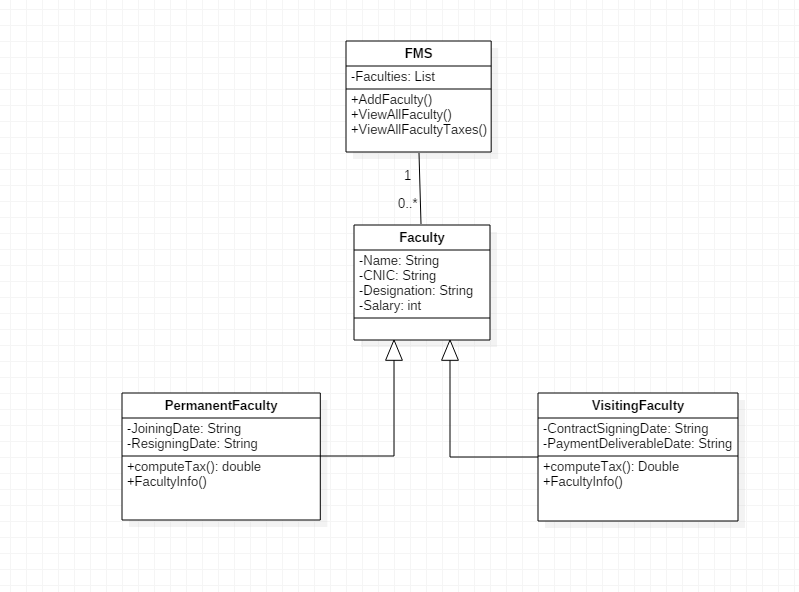 FMS
-Faculties: List
+AddFaculty()
+ViewAllFaculty()
+ViewAllFacultyTaxes()
1
0..*
Faculty
-Name: String
-CNIC: String
-Designation: String
-Salary: int
PermanentFaculty
-JoiningDate: String
-ResigningDate: String
+computeTax(): double
+FacultyInfo()
VisitingFaculty
-ContractSigningDate: String
-PaymentDeliverableDate: String
+computeTax(): Double
+FacultyInfo()